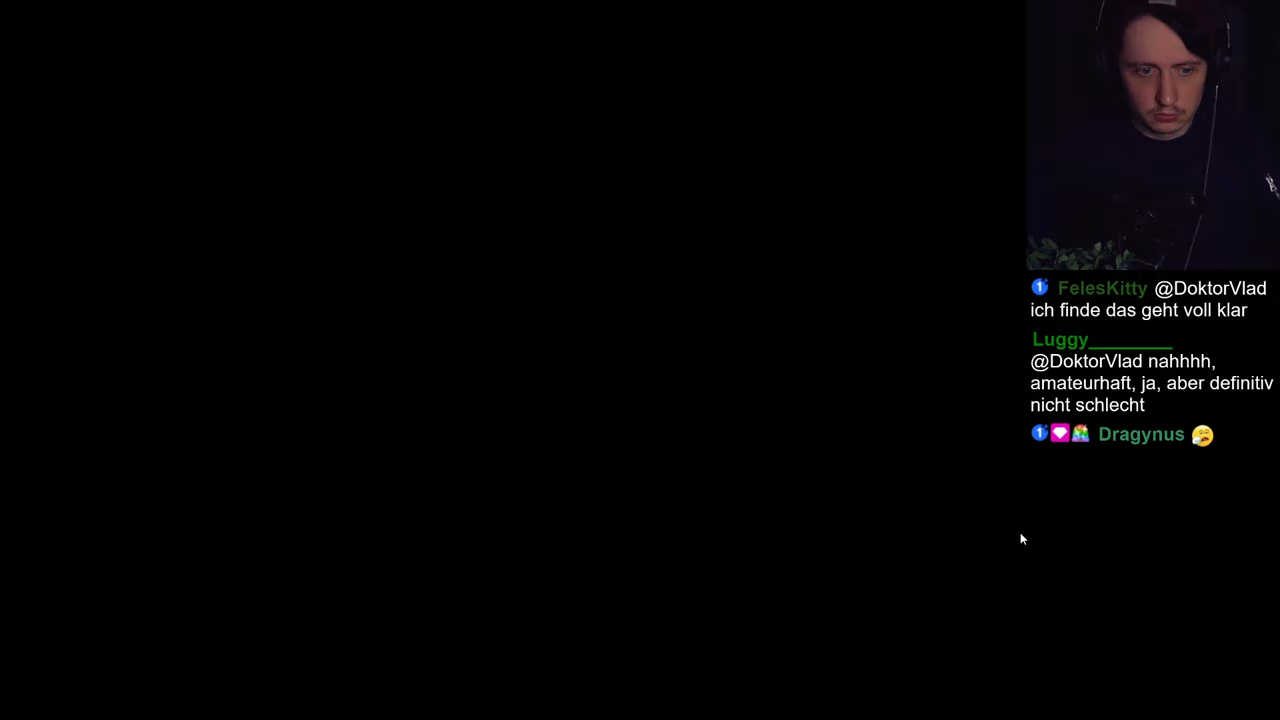 FelesKitty @DoktorVlad
ich finde das geht voll klar
Luggy________
@DoktorVlad nahhhh,
amateurhaft, ja, aber definitiv
nicht schlecht
Dragynus